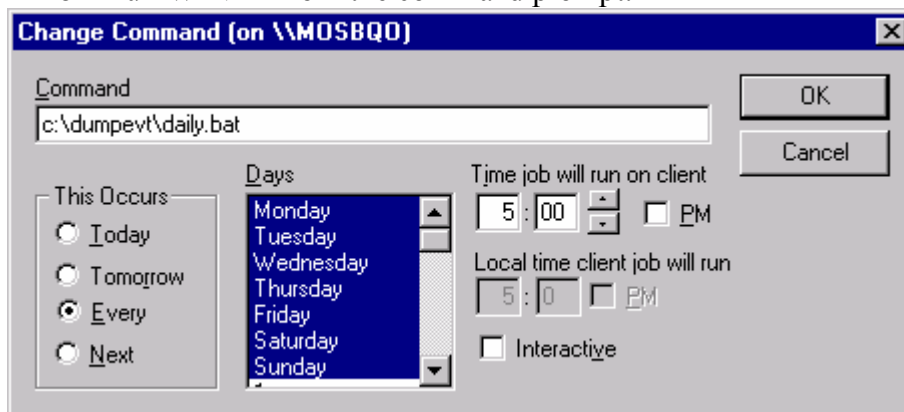 Change Command (on \\MOSBQO)
Command
c:\dumpevt\daily.bat
OK
Cancel
This Occurs
Today
Tomorrow
Every
Next
Days
Monday
Tuesday
Wednesday
Thursday
Friday
Saturday
Sunday
Time job will run on client
5 : 00 PM
Local time client job will run
5 : 0 PM
Interactive